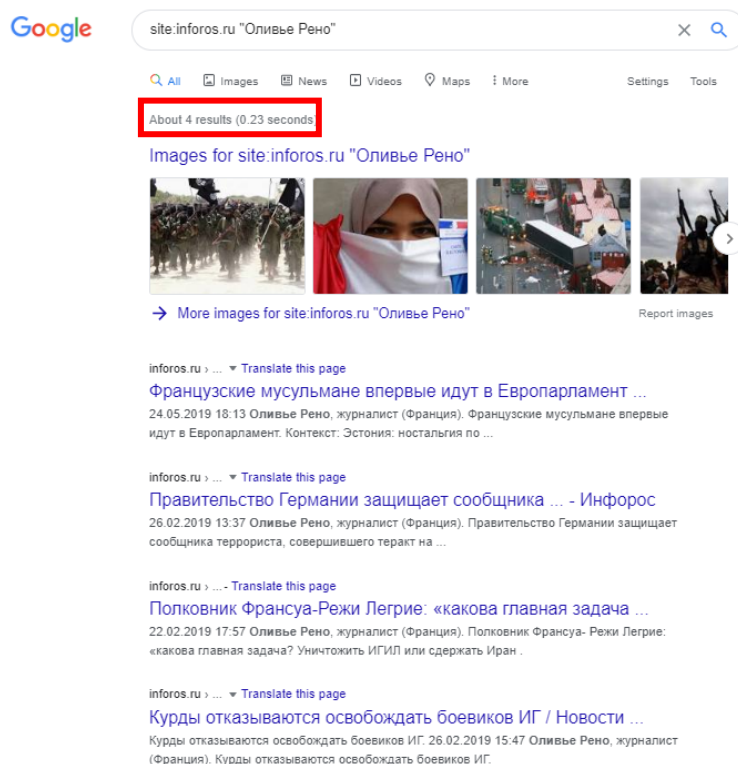 Google
site:inforos.ru "Оливье Рено"
All Images News Videos Maps More Settings Tools
About 4 results (0.23 seconds)
Images for site:inforos.ru "Оливье Рено"
More images for site:inforos.ru "Оливье Рено" Report images
inforos.ru › ... Translate this page
Французские мусульмане впервые идут в Европарламент ...
24.05.2019 18:13 Оливье Рено, журналист (Франция). Французские мусульмане впервые
идут в Европарламент. Контекст: Эстония: ностальгия по ...
inforos.ru › ... Translate this page
Правительство Германии защищает сообщника ... - Инфорос
26.02.2019 13:37 Оливье Рено, журналист (Франция). Правительство Германии защищает
сообщника террориста, совершившего теракт на ...
inforos.ru › ... - Translate this page
Полковник Франсуа-Режи Легрие: «какова главная задача ...
22.02.2019 17:57 Оливье Рено, журналист (Франция). Полковник Франсуа- Режи Легрие:
«какова главная задача? Уничтожить ИГИЛ или сдержать Иран .
inforos.ru › ... Translate this page
Курды отказываются освобождать боевиков ИГ / Новости ...
Курды отказываются освобождать боевиков ИГ. 26.02.2019 15:47 Оливье Рено, журналист
(Франция). Курды отказываются освобождать боевиков ИГ.